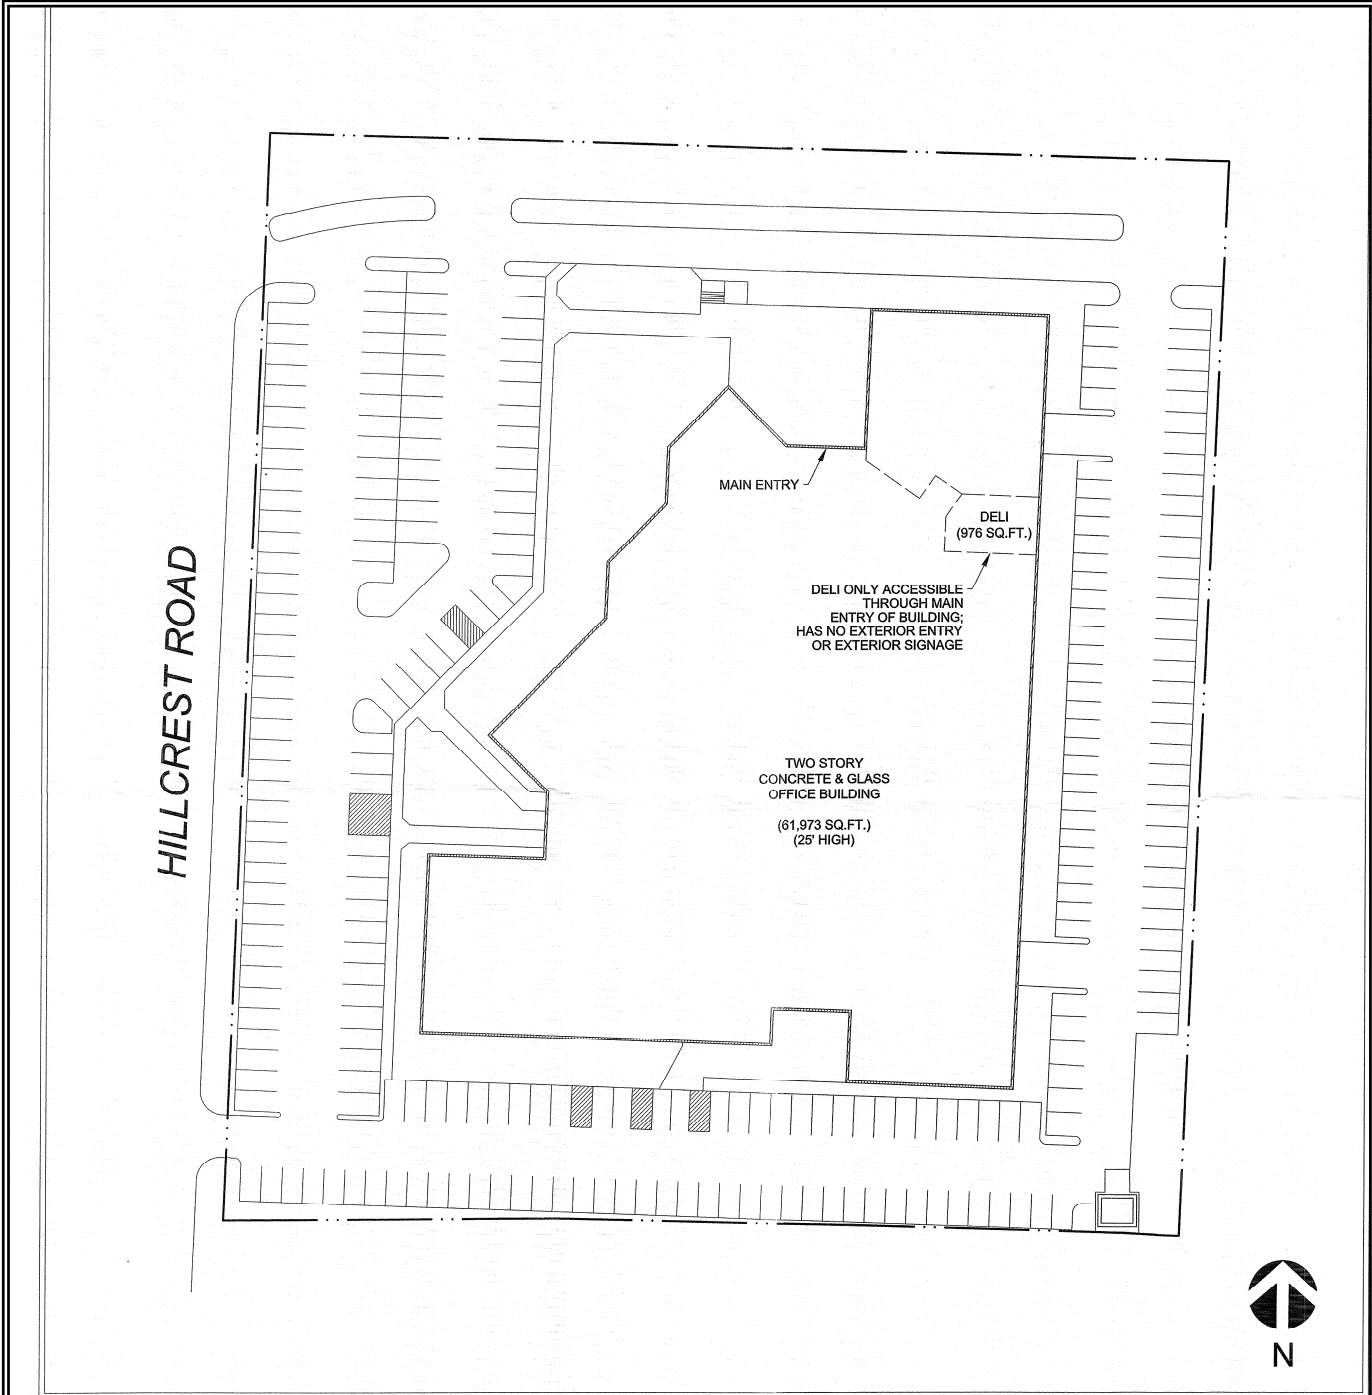 MAIN ENTRY
DELI
(976 SQ.FT.)
DELI ONLY ACCESSIBLE
THROUGH MAIN
ENTRY OF BUILDING;
HAS NO EXTERIOR ENTRY
OR EXTERIOR SIGNAGE
HILLCREST ROAD
TWO STORY
CONCRETE & GLASS
OFFICE BUILDING
(61,973 SQ.FT.)
(25' HIGH)
N